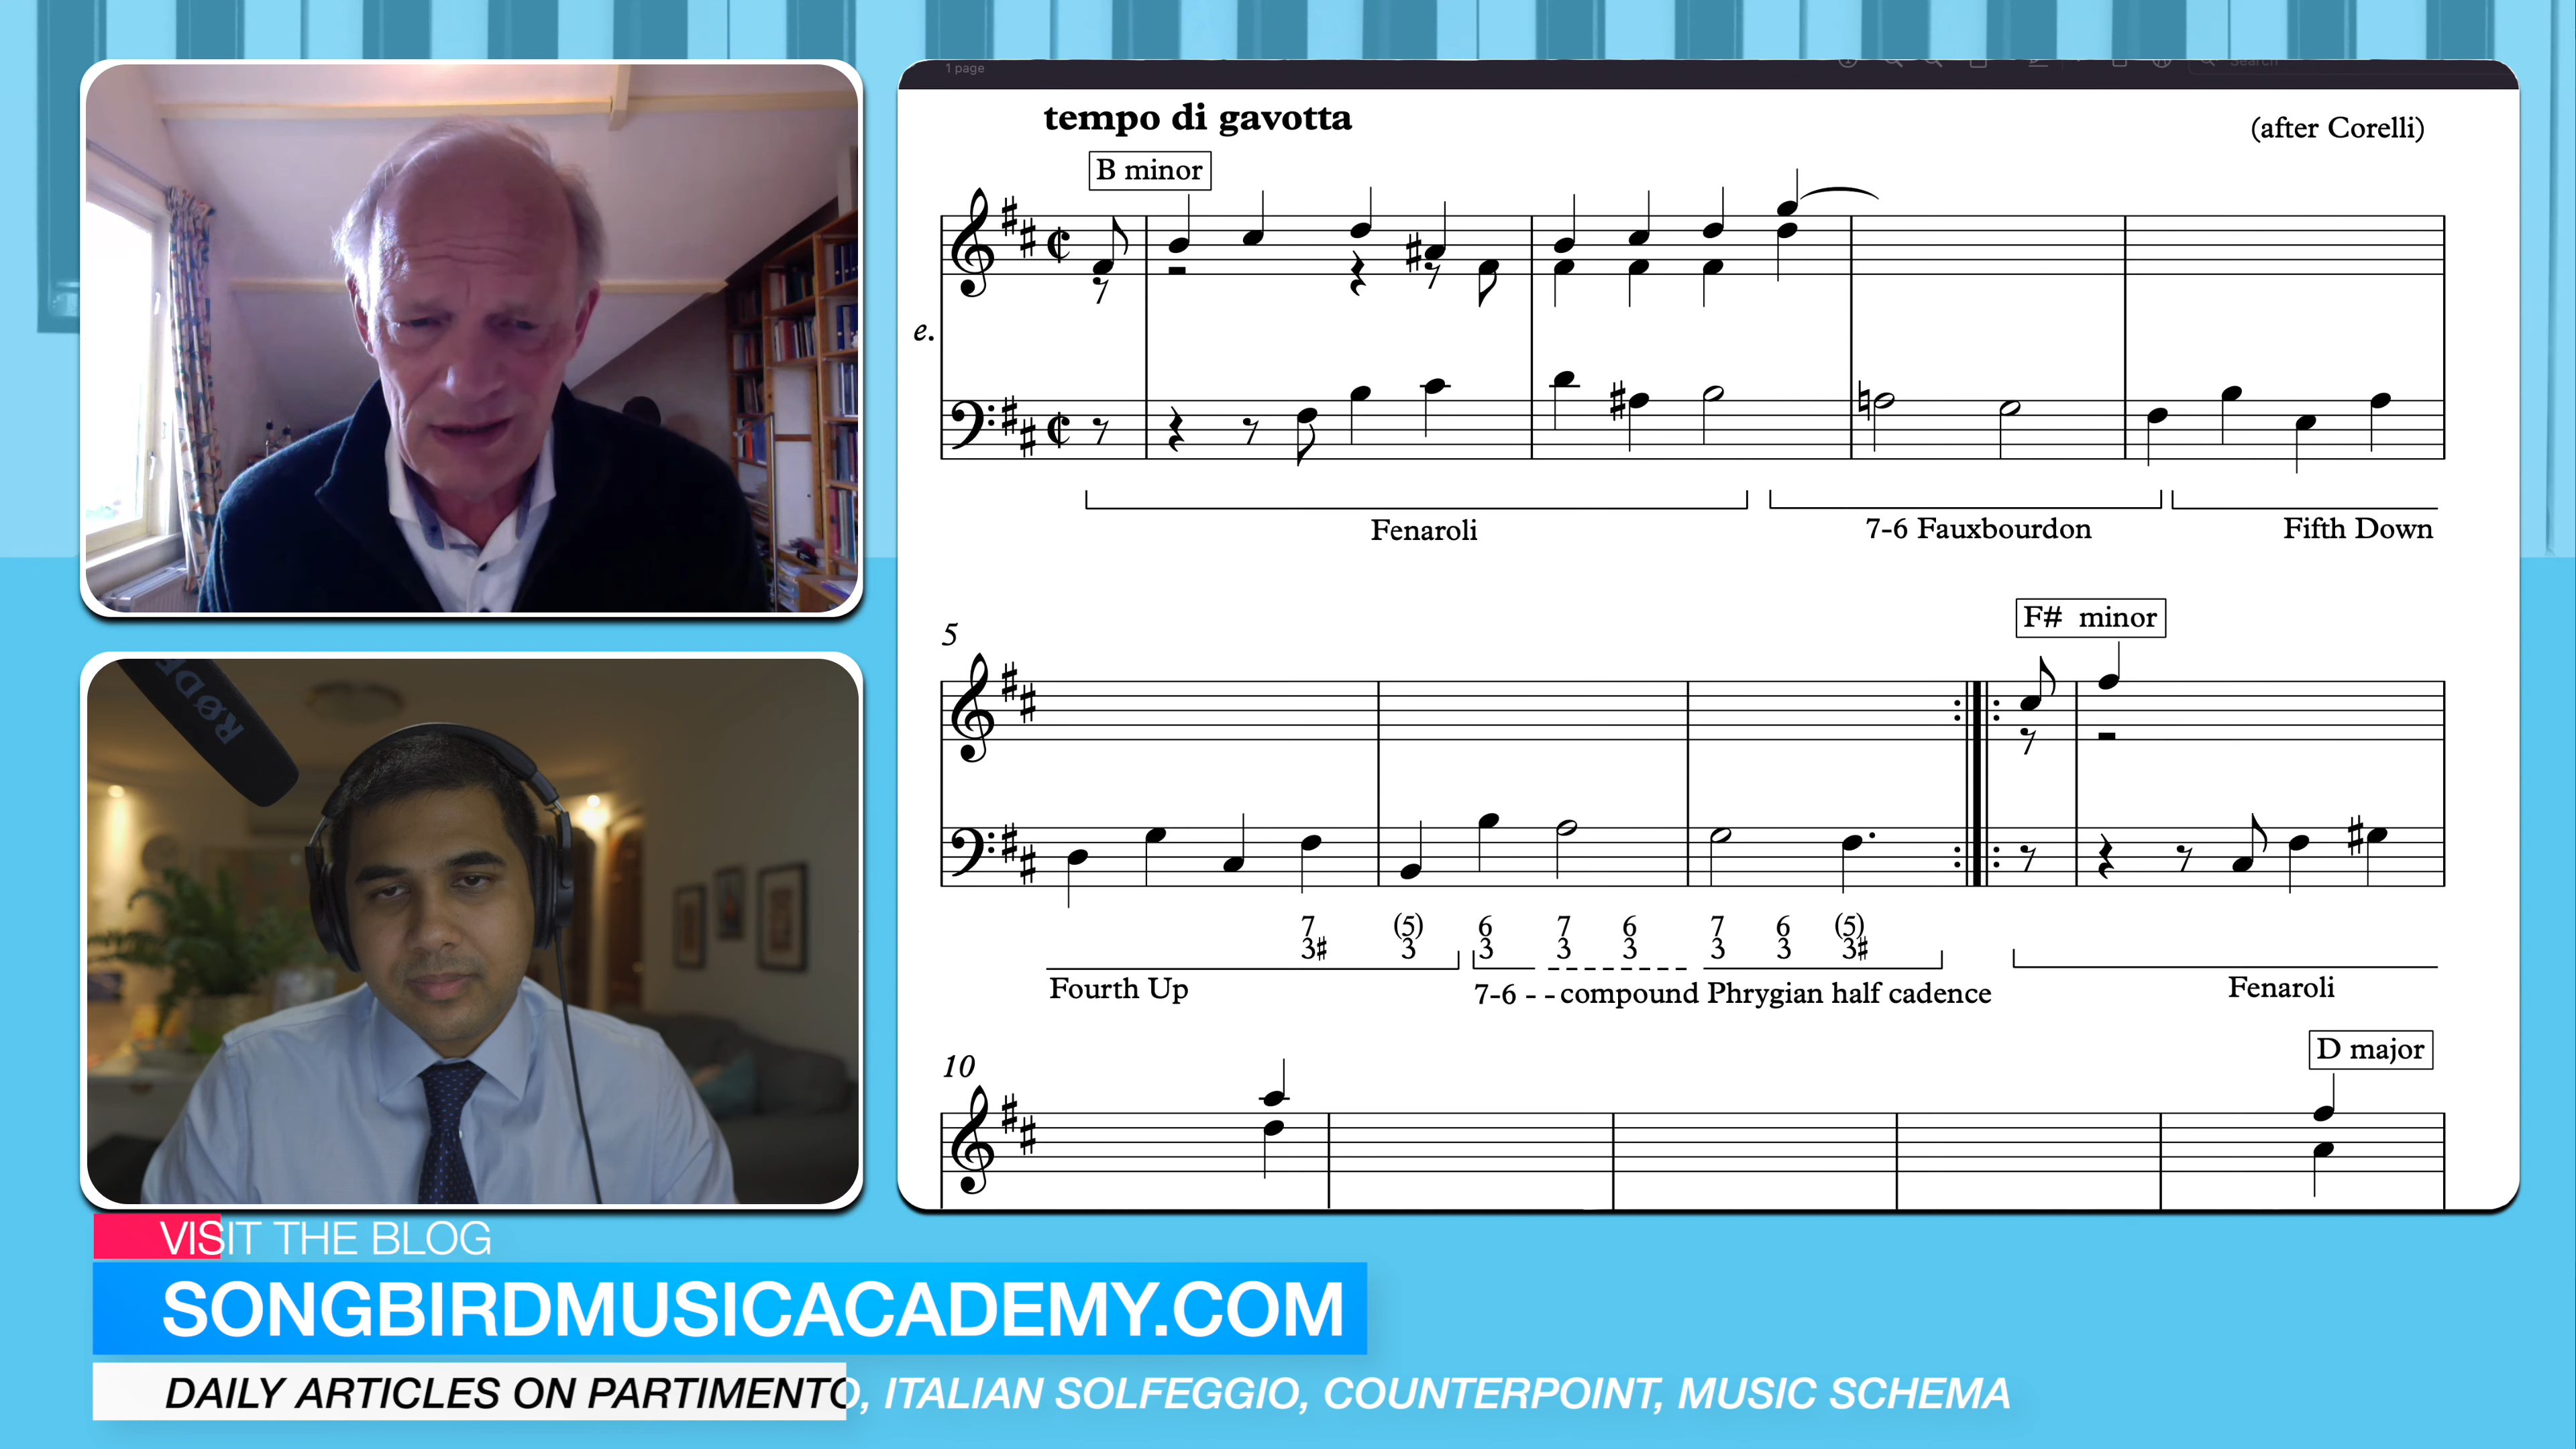 1 page
Search
tempo di gavotta
(after Corelli)
B minor
e.
Fenaroli
7-6 Fauxbourdon
Fifth Down
5
F# minor
7 (5) 6 7 6 7 6 (5)
3♯ 3 3 3 3 3 3 3♯
Fourth Up
7-6 - - compound Phrygian half cadence
Fenaroli
10
D major
RØDE
VISIT THE BLOG
SONGBIRDMUSICACADEMY.COM
DAILY ARTICLES ON PARTIMENTO, ITALIAN SOLFEGGIO, COUNTERPOINT, MUSIC SCHEMA